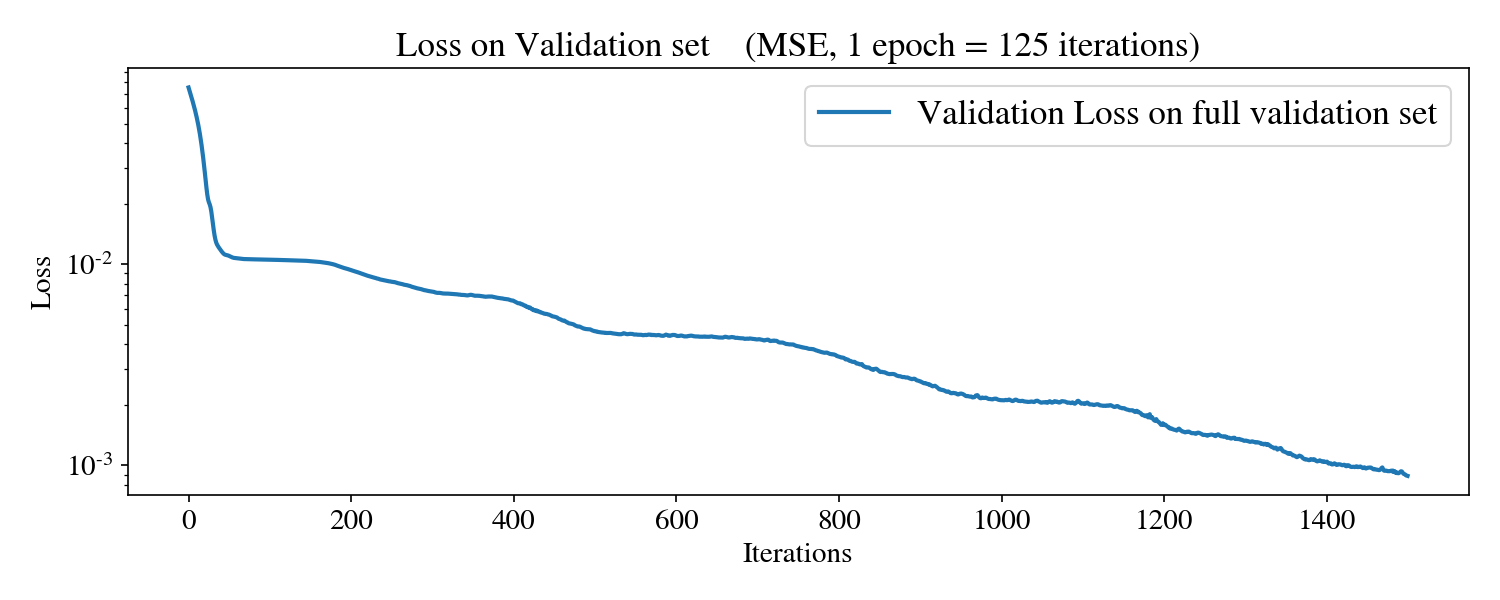 Loss on Validation set (MSE, 1 epoch = 125 iterations)
Validation Loss on full validation set
Loss
10⁻²
10⁻³
0 200 400 600 800 1000 1200 1400
Iterations